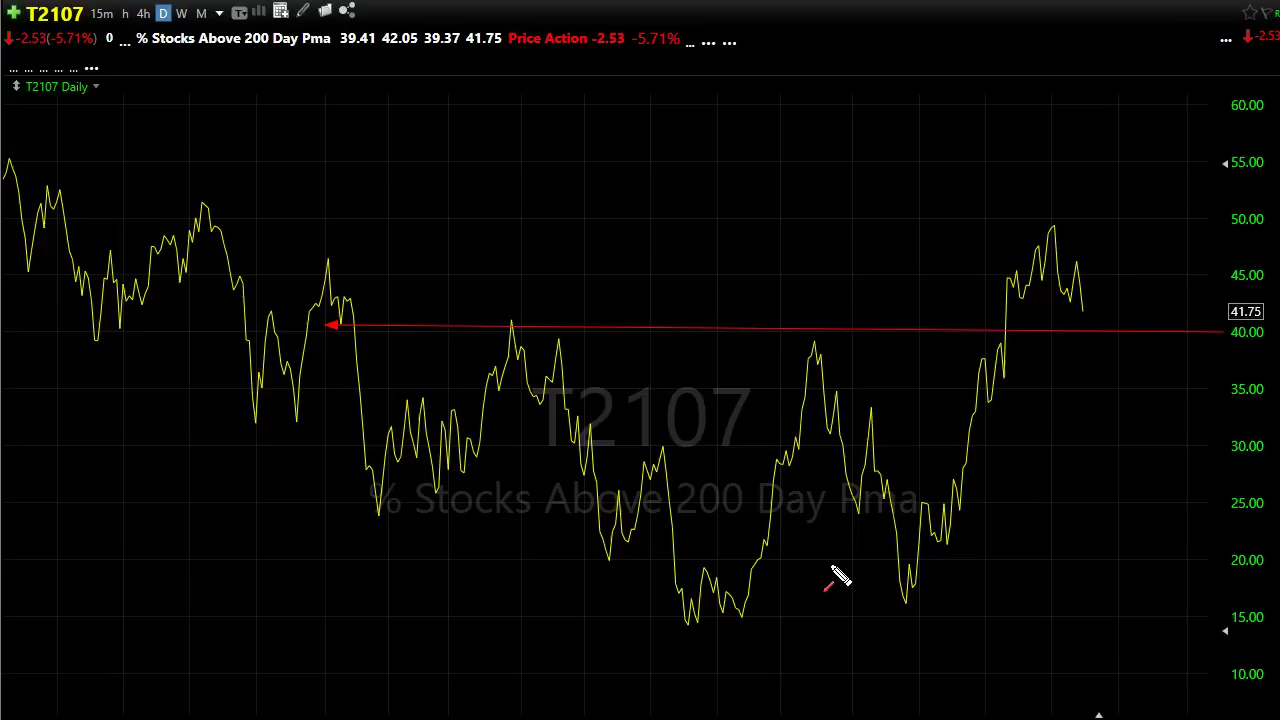 T2107 15m h 4h D W M T
-2.53(-5.71%) 0 ... % Stocks Above 200 Day Pma 39.41 42.05 39.37 41.75 Price Action -2.53 -5.71% ... ... ... ... -2.53
... ... ... ... ... ...
T2107 Daily
60.00
55.00
50.00
45.00
41.75
40.00
35.00
30.00
25.00
20.00
15.00
10.00
T2107
% Stocks Above 200 Day Pma